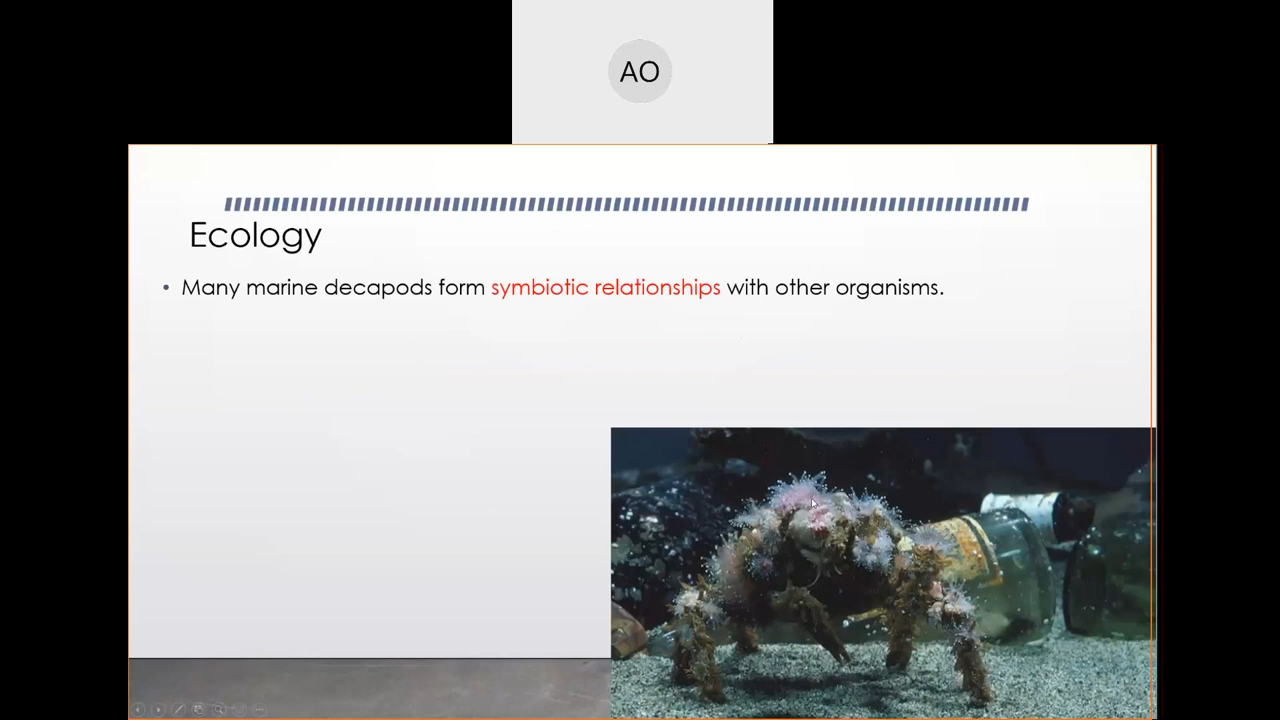 AO
Ecology
• Many marine decapods form symbiotic relationships with other organisms.